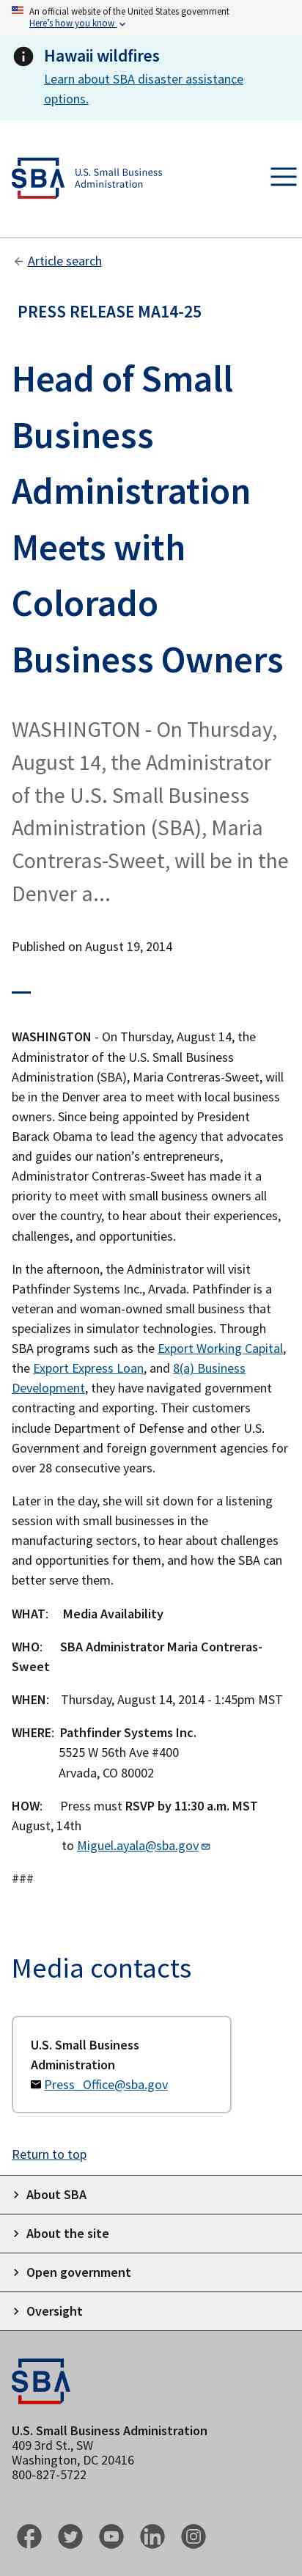 An official website of the United States government
Here's how you know
Hawaii wildfires
Learn about SBA disaster assistance
options.
SBA
U.S. Small Business
Administration
Article search
PRESS RELEASE MA14-25
Head of Small
Business
Administration
Meets with
Colorado
Business Owners
WASHINGTON - On Thursday,
August 14, the Administrator
of the U.S. Small Business
Administration (SBA), Maria
Contreras-Sweet, will be in the
Denver a...
Published on August 19, 2014
WASHINGTON - On Thursday, August 14, the
Administrator of the U.S. Small Business
Administration (SBA), Maria Contreras-Sweet, will
be in the Denver area to meet with local business
owners. Since being appointed by President
Barack Obama to lead the agency that advocates
and guides our nation's entrepreneurs,
Administrator Contreras-Sweet has made it a
priority to meet with small business owners all
over the country, to hear about their experiences,
challenges, and opportunities.
In the afternoon, the Administrator will visit
Pathfinder Systems Inc., Arvada. Pathfinder is a
veteran and woman-owned small business that
specializes in simulator technologies. Through
SBA programs such as the Export Working Capital,
the Export Express Loan, and 8(a) Business
Development, they have navigated government
contracting and exporting. Their customers
include Department of Defense and other U.S.
Government and foreign government agencies for
over 28 consecutive years.
Later in the day, she will sit down for a listening
session with small businesses in the
manufacturing sectors, to hear about challenges
and opportunities for them, and how the SBA can
better serve them.
WHAT: Media Availability
WHO: SBA Administrator Maria Contreras-
Sweet
WHEN: Thursday, August 14, 2014 - 1:45pm MST
WHERE: Pathfinder Systems Inc.
5525 W 56th Ave #400
Arvada, CO 80002
HOW: Press must RSVP by 11:30 a.m. MST
August, 14th
to Miguel.ayala@sba.gov
###
Media contacts
U.S. Small Business
Administration
Press_Office@sba.gov
Return to top
About SBA
About the site
Open government
Oversight
SBA
U.S. Small Business Administration
409 3rd St., SW
Washington, DC 20416
800-827-5722